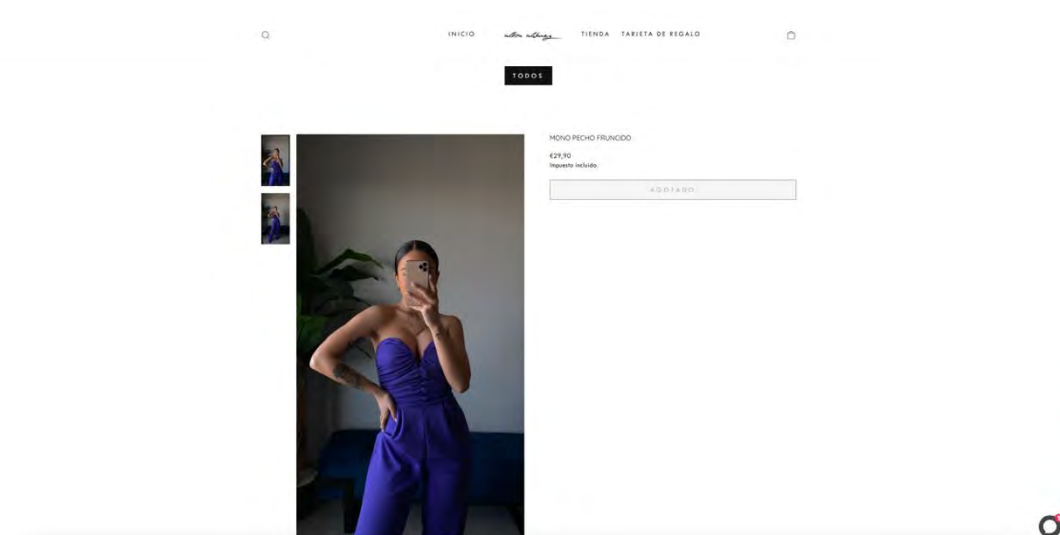 INICIO
TIENDA
TARJETA DE REGALO
TODOS
MONO PECHO FRUNCIDO
€29,90
Impuesto incluido.
AGOTADO